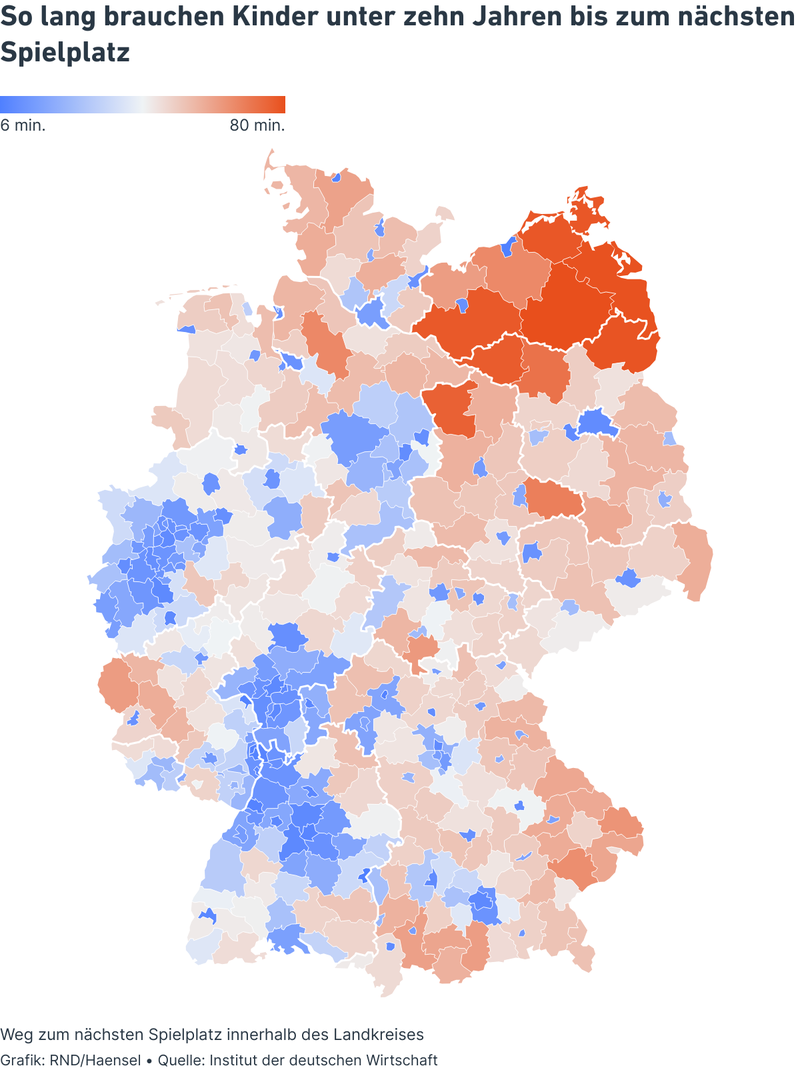 So lang brauchen Kinder unter zehn Jahren bis zum nächsten
Spielplatz
6 min.
80 min.
Weg zum nächsten Spielplatz innerhalb des Landkreises
Grafik: RND/Haensel • Quelle: Institut der deutschen Wirtschaft